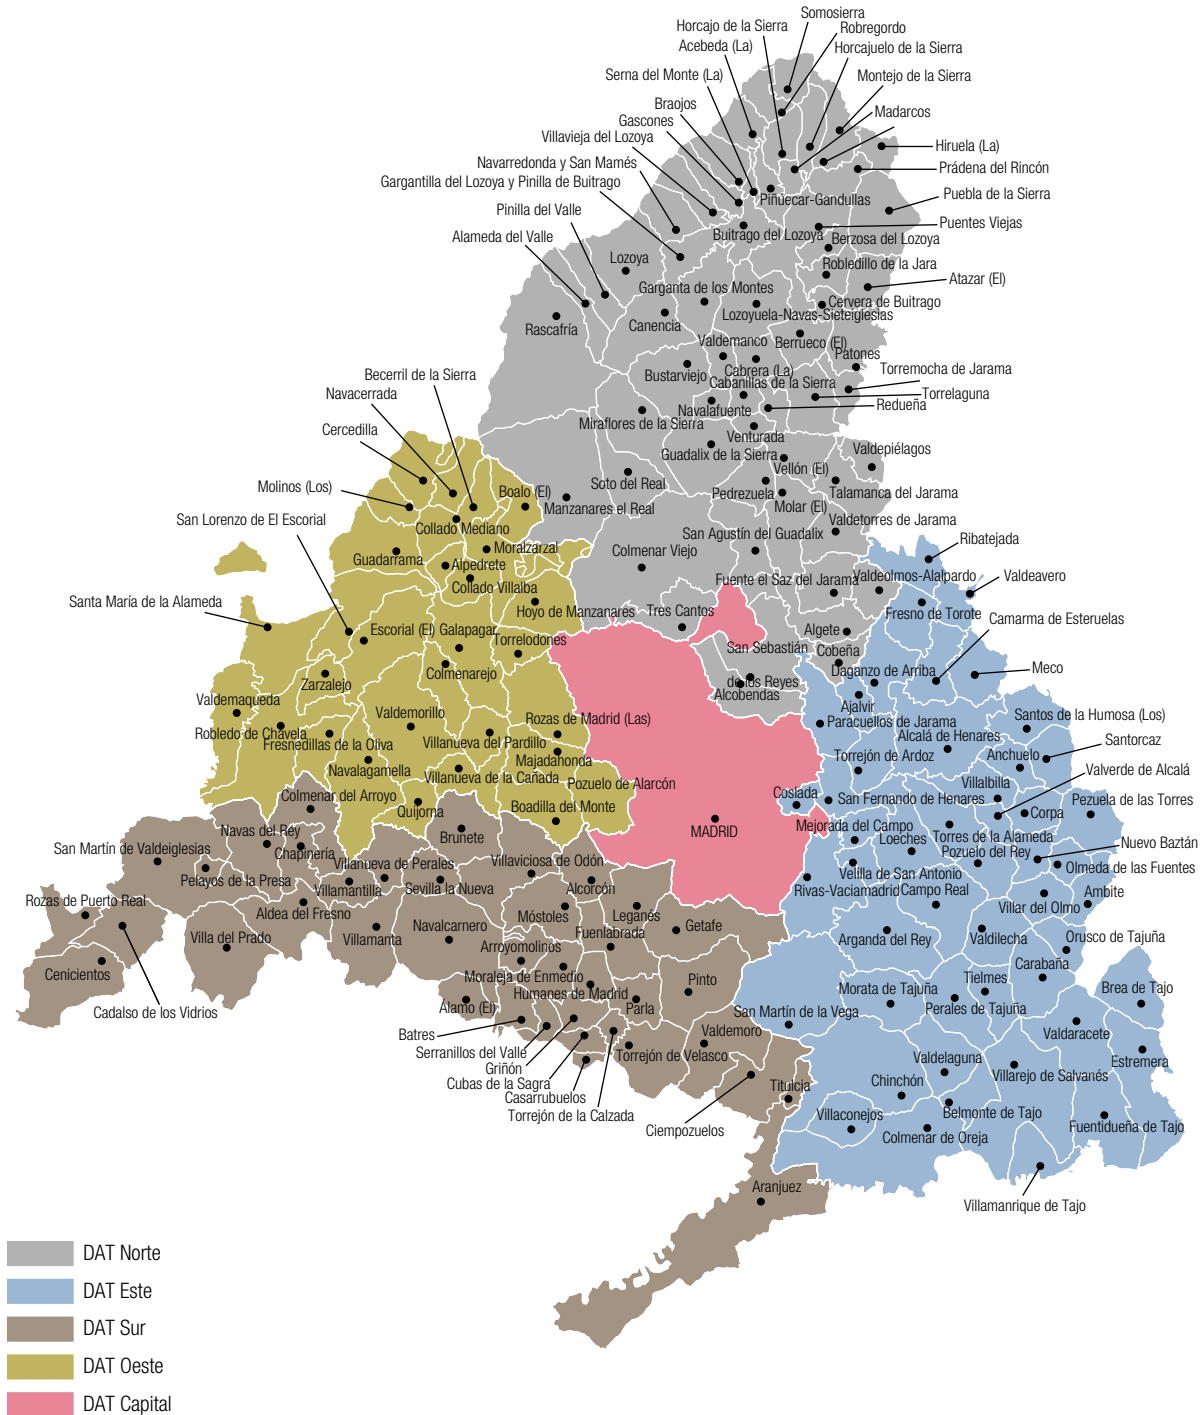 Somosierra
Horcajo de la Sierra
Robregordo
Acebeda (La)
Horcajuelo de la Sierra
Serna del Monte (La)
Montejo de la Sierra
Braojos
Madarcos
Gascones
Villavieja del Lozoya
Hiruela (La)
Navarredonda y San Mamés
Prádena del Rincón
Gargantilla del Lozoya y Pinilla de Buitrago
Puebla de la Sierra
Piñuécar-Gandullas
Pinilla del Valle
Puentes Viejas
Alameda del Valle
Buitrago del Lozoya
Berzosa del Lozoya
Lozoya
Robledillo de la Jara
Atazar (El)
Garganta de los Montes
Cervera de Buitrago
Lozoyuela-Navas-Sieteiglesias
Rascafría
Canencia
Valdemanco
Berrueco (El)
Patones
Bustarviejo
Cabrera (La)
Torremocha de Jarama
Becerril de la Sierra
Cabanillas de la Sierra
Torrelaguna
Navacerrada
Redueña
Navalafuente
Cercedilla
Miraflores de la Sierra
Venturada
Guadalix de la Sierra
Valdepiélagos
Vellón (El)
Molinos (Los)
Soto del Real
Boalo (El)
Pedrezuela
Talamanca del Jarama
Manzanares el Real
Molar (El)
San Lorenzo de El Escorial
Collado Mediano
Valdetorres de Jarama
San Agustín del Guadalix
Ribatejada
Guadarrama
Moralzarzal
Colmenar Viejo
Alpedrete
Valdeolmos-Alalpardo
Valdeavero
Fuente el Saz del Jarama
Collado Villalba
Santa María de la Alameda
Hoyo de Manzanares
Tres Cantos
Fresno de Torote
Camarma de Esteruelas
Escorial (El)
Galapagar
Torrelodones
Algete
San Sebastián
de los Reyes
Cobeña
Colmenarejo
Daganzo de Arriba
Meco
Zarzalejo
Alcobendas
Valdemaqueda
Ajalvir
Santos de la Humosa (Los)
Robledo de Chavela
Valdemorillo
Rozas de Madrid (Las)
Paracuellos de Jarama
Alcalá de Henares
Santorcaz
Fresnedillas de la Oliva
Villanueva del Pardillo
Torrejón de Ardoz
Anchuelo
Majadahonda
Navalagamella
Villanueva de la Cañada
Valverde de Alcalá
Pozuelo de Alarcón
Villalbilla
Colmenar del Arroyo
Coslada
San Fernando de Henares
Pezuela de las Torres
Quijorna
Boadilla del Monte
Corpa
Navas del Rey
Brunete
MADRID
Mejorada del Campo
Torres de la Alameda
Loeches
Nuevo Baztán
San Martín de Valdeiglesias
Chapinería
Pozuelo del Rey
Villanueva de Perales
Villaviciosa de Odón
Velilla de San Antonio
Olmeda de las Fuentes
Pelayos de la Presa
Villamantilla
Sevilla la Nueva
Alcorcón
Rivas-Vaciamadrid
Campo Real
Ambite
Rozas de Puerto Real
Aldea del Fresno
Móstoles
Leganés
Villar del Olmo
Navalcarnero
Getafe
Fuenlabrada
Villa del Prado
Villamanta
Arganda del Rey
Valdilecha
Orusco de Tajuña
Arroyomolinos
Carabaña
Cenicientos
Moraleja de Enmedio
Pinto
Tielmes
Brea de Tajo
Humanes de Madrid
Morata de Tajuña
Álamo (El)
Parla
Perales de Tajuña
Cadalso de los Vidrios
San Martín de la Vega
Batres
Valdemoro
Valdaracete
Serranillos del Valle
Torrejón de Velasco
Valdelaguna
Estremera
Griñón
Villarejo de Salvanés
Cubas de la Sagra
Titulcia
Chinchón
Casarrubuelos
Torrejón de la Calzada
Villaconejos
Belmonte de Tajo
Ciempozuelos
Fuentidueña de Tajo
Colmenar de Oreja
Aranjuez
Villamanrique de Tajo
DAT Norte
DAT Este
DAT Sur
DAT Oeste
DAT Capital